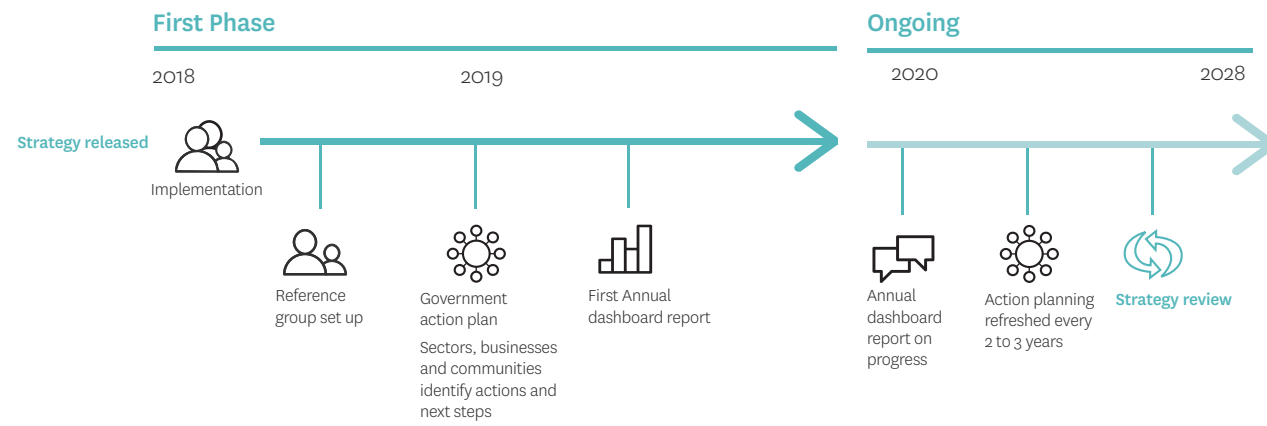 First Phase
2018
2019
Strategy released
Implementation
Reference
group set up
Government
action plan
Sectors, businesses
and communities
identify actions and
next steps
First Annual
dashboard report
Ongoing
2020
2028
Annual
dashboard
report on
progress
Action planning
refreshed every
2 to 3 years
Strategy review